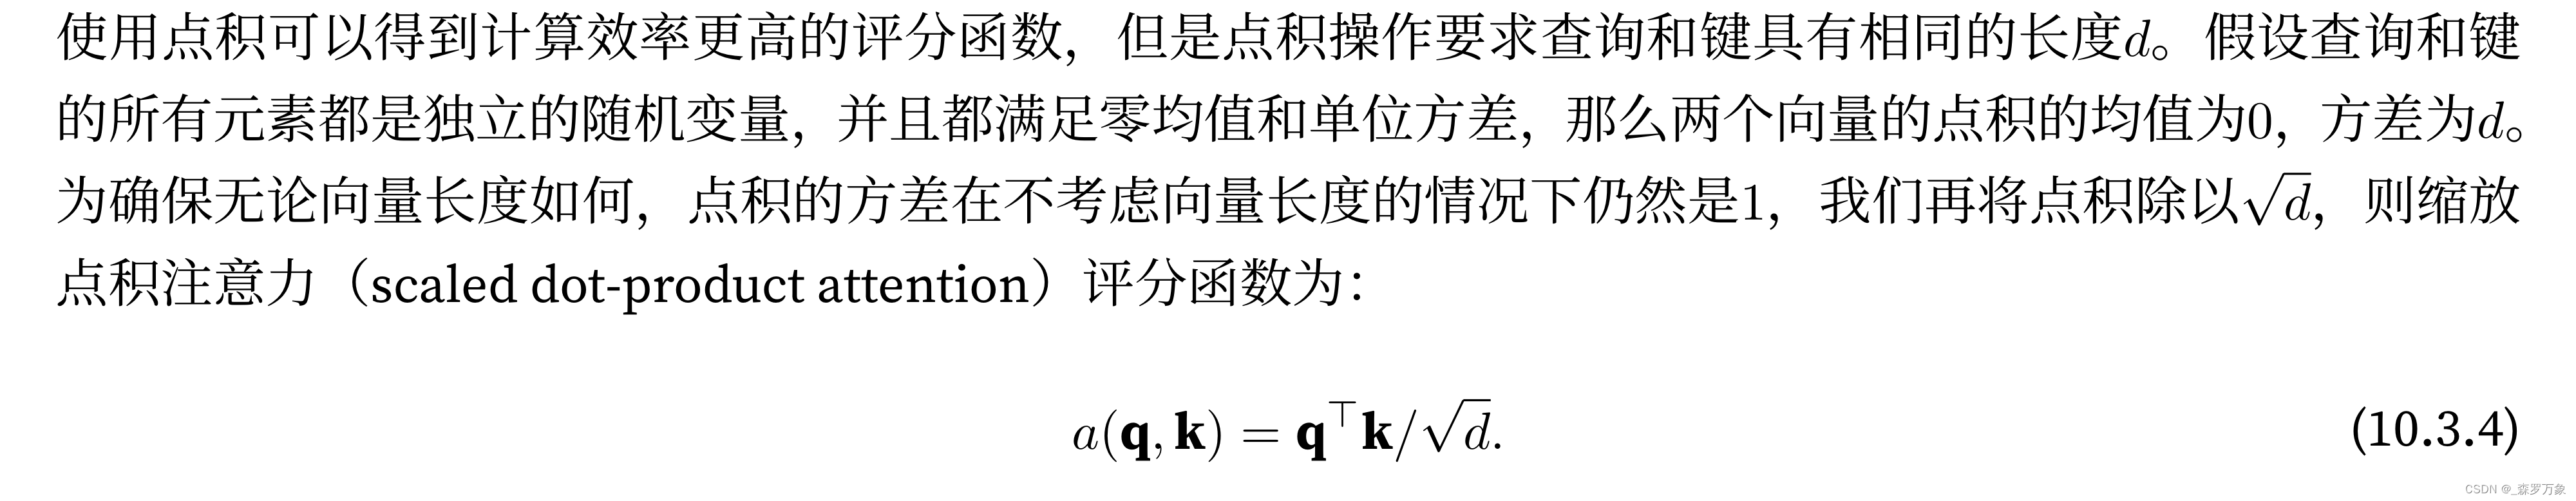 使用点积可以得到计算效率更高的评分函数，但是点积操作要求查询和键具有相同的长度d。假设查询和键
的所有元素都是独立的随机变量，并且都满足零均值和单位方差，那么两个向量的点积的均值为0，方差为d。
为确保无论向量长度如何，点积的方差在不考虑向量长度的情况下仍然是1，我们再将点积除以√d，则缩放
点积注意力（scaled dot-product attention）评分函数为：
a(q, k) = q⊤k/√d. (10.3.4)
CSDN @_森罗万象